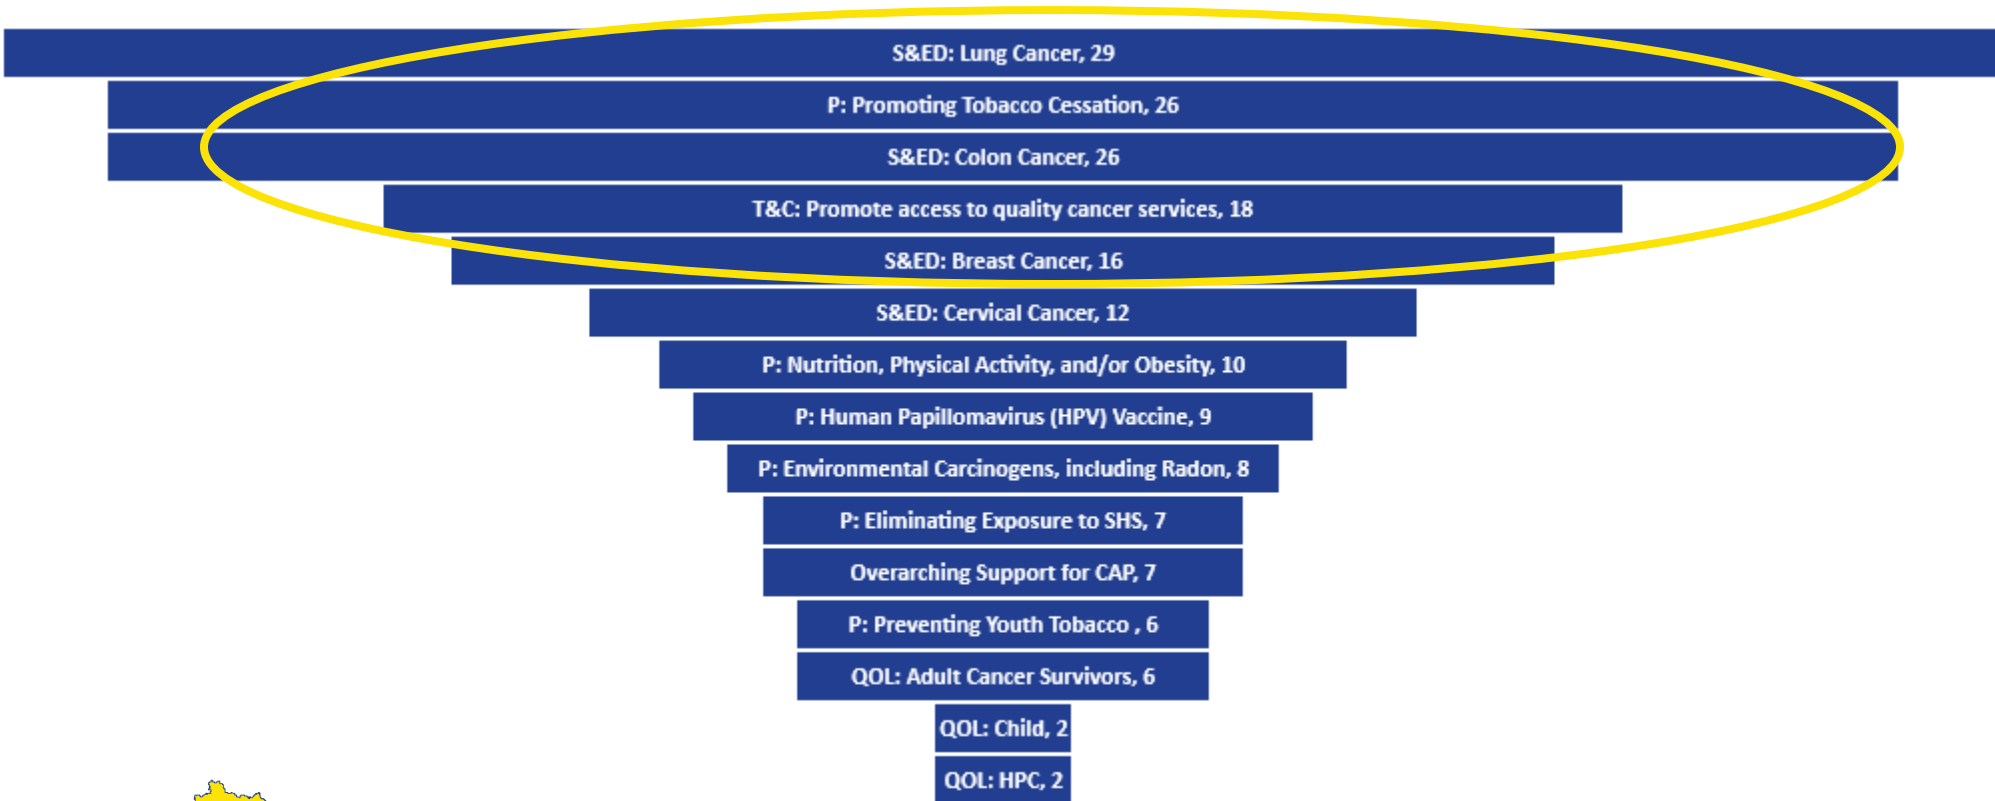 S&ED: Lung Cancer, 29
P: Promoting Tobacco Cessation, 26
S&ED: Colon Cancer, 26
T&C: Promote access to quality cancer services, 18
S&ED: Breast Cancer, 16
S&ED: Cervical Cancer, 12
P: Nutrition, Physical Activity, and/or Obesity, 10
P: Human Papillomavirus (HPV) Vaccine, 9
P: Environmental Carcinogens, including Radon, 8
P: Eliminating Exposure to SHS, 7
Overarching Support for CAP, 7
P: Preventing Youth Tobacco , 6
QOL: Adult Cancer Survivors, 6
QOL: Child, 2
QOL: HPC, 2